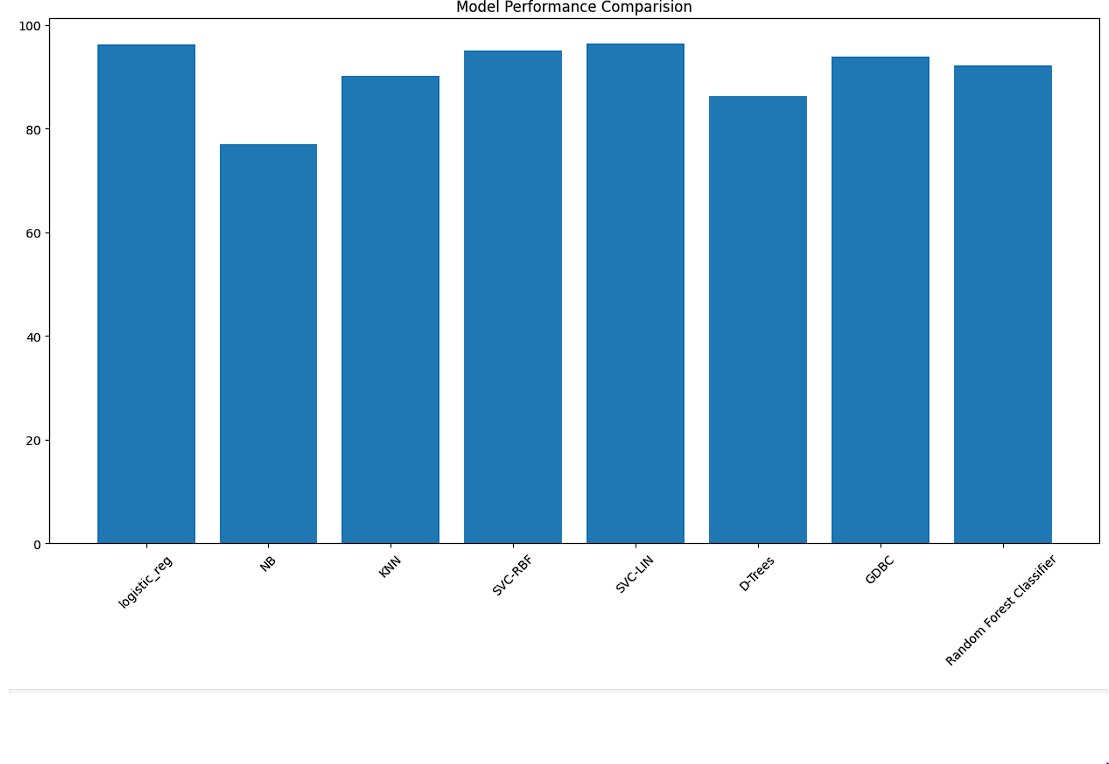 Model Performance Comparision
100
80
60
40
20
0
logistic_reg
NB
KNN
SVC-RBF
SVC-LIN
D-Trees
GDBC
Random Forest Classifier